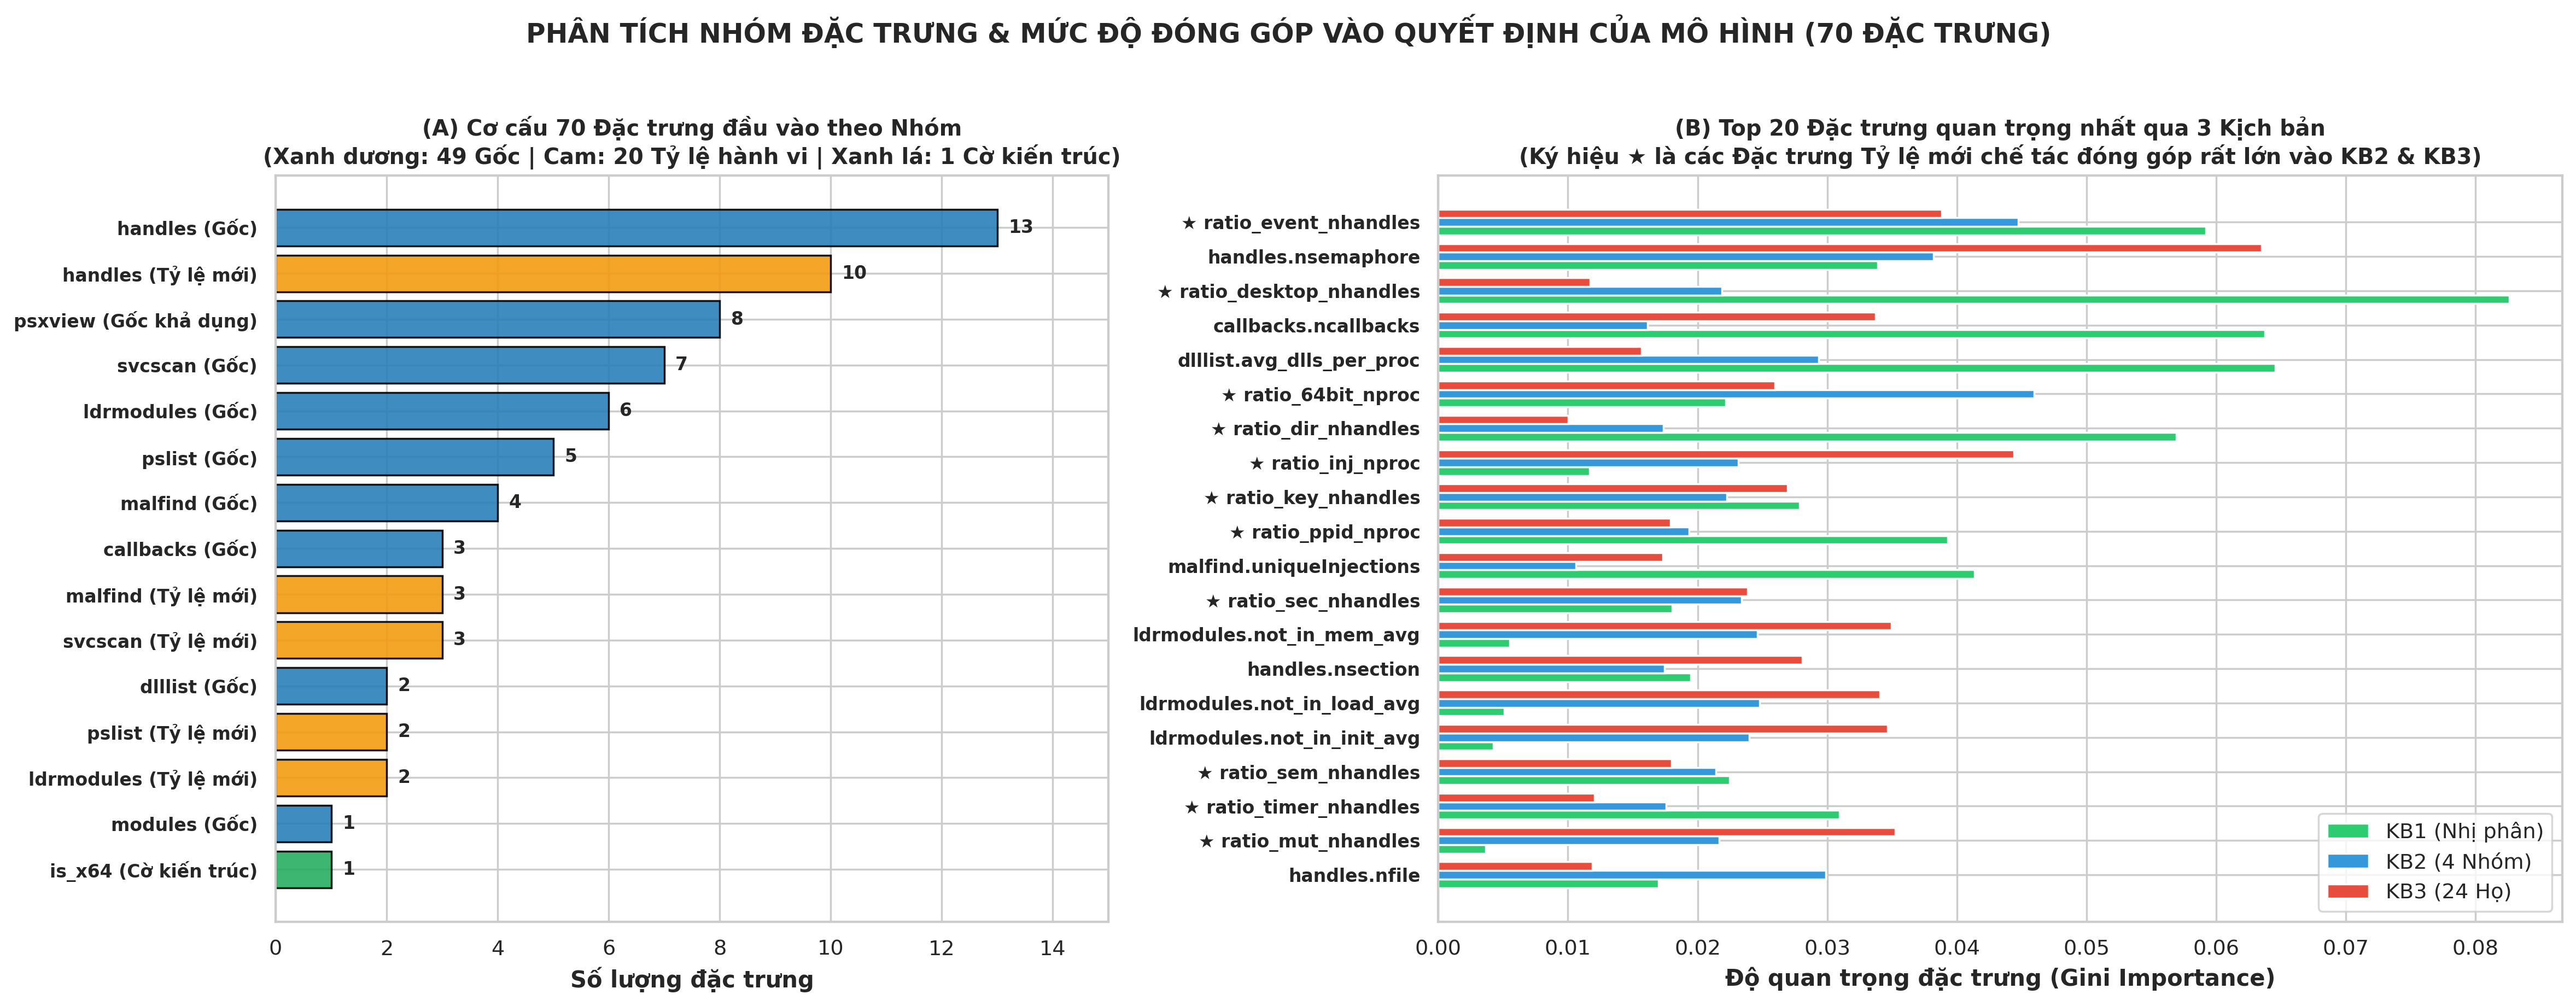 PHÂN TÍCH NHÓM ĐẶC TRƯNG & MỨC ĐỘ ĐÓNG GÓP VÀO QUYẾT ĐỊNH CỦA MÔ HÌNH (70 ĐẶC TRƯNG)
(A) Cơ cấu 70 Đặc trưng đầu vào theo Nhóm
(Xanh dương: 49 Gốc | Cam: 20 Tỷ lệ hành vi | Xanh lá: 1 Cờ kiến trúc)
handles (Gốc) 13
handles (Tỷ lệ mới) 10
psxview (Gốc khả dụng) 8
svcscan (Gốc) 7
ldrmodules (Gốc) 6
pslist (Gốc) 5
malfind (Gốc) 4
callbacks (Gốc) 3
malfind (Tỷ lệ mới) 3
svcscan (Tỷ lệ mới) 3
dlllist (Gốc) 2
pslist (Tỷ lệ mới) 2
ldrmodules (Tỷ lệ mới) 2
modules (Gốc) 1
is_x64 (Cờ kiến trúc) 1
0 2 4 6 8 10 12 14
Số lượng đặc trưng
(B) Top 20 Đặc trưng quan trọng nhất qua 3 Kịch bản
(Ký hiệu ★ là các Đặc trưng Tỷ lệ mới chế tác đóng góp rất lớn vào KB2 & KB3)
★ ratio_event_nhandles
handles.nsemaphore
★ ratio_desktop_nhandles
callbacks.ncallbacks
dlllist.avg_dlls_per_proc
★ ratio_64bit_nproc
★ ratio_dir_nhandles
★ ratio_inj_nproc
★ ratio_key_nhandles
★ ratio_ppid_nproc
malfind.uniqueInjections
★ ratio_sec_nhandles
ldrmodules.not_in_mem_avg
handles.nsection
ldrmodules.not_in_load_avg
ldrmodules.not_in_init_avg
★ ratio_sem_nhandles
★ ratio_timer_nhandles
★ ratio_mut_nhandles
handles.nfile
KB1 (Nhị phân)
KB2 (4 Nhóm)
KB3 (24 Họ)
0.00 0.01 0.02 0.03 0.04 0.05 0.06 0.07 0.08
Độ quan trọng đặc trưng (Gini Importance)